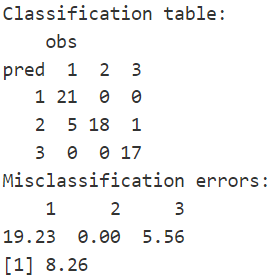 Classification table:
obs
pred 1 2 3
1 21 0 0
2 5 18 1
3 0 0 17
Misclassification errors:
1 2 3
19.23 0.00 5.56
[1] 8.26